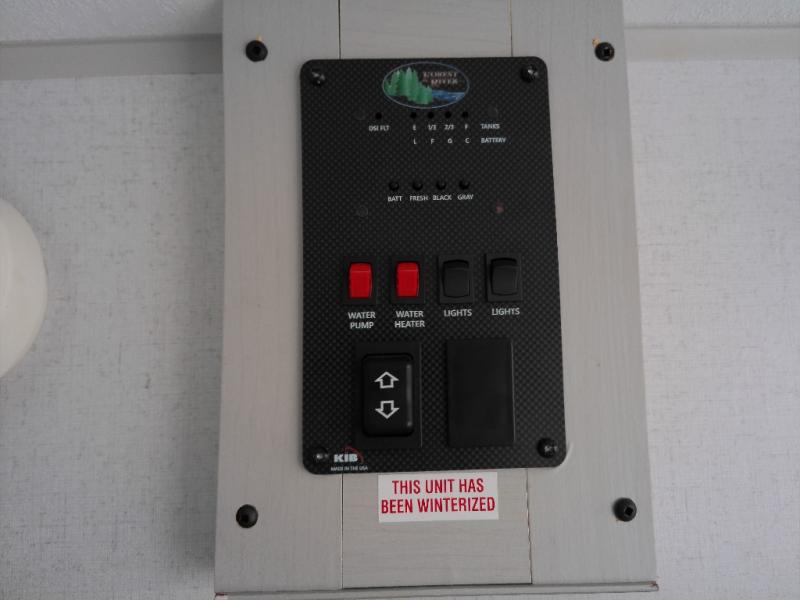 FOREST
RIVER
DSI FLT E 1/3 2/3 F TANKS
L F G C BATTERY
BATT FRESH BLACK GRAY
WATER PUMP
WATER HEATER
LIGHTS
LIGHTS
KIB
MADE IN THE USA
THIS UNIT HAS
BEEN WINTERIZED